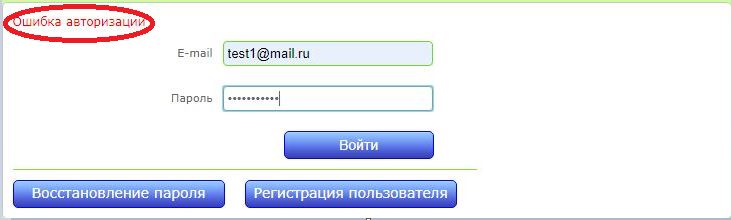 Ошибка авторизации
E-mail test1@mail.ru
Пароль •••••••••••
Войти
Восстановление пароля Регистрация пользователя